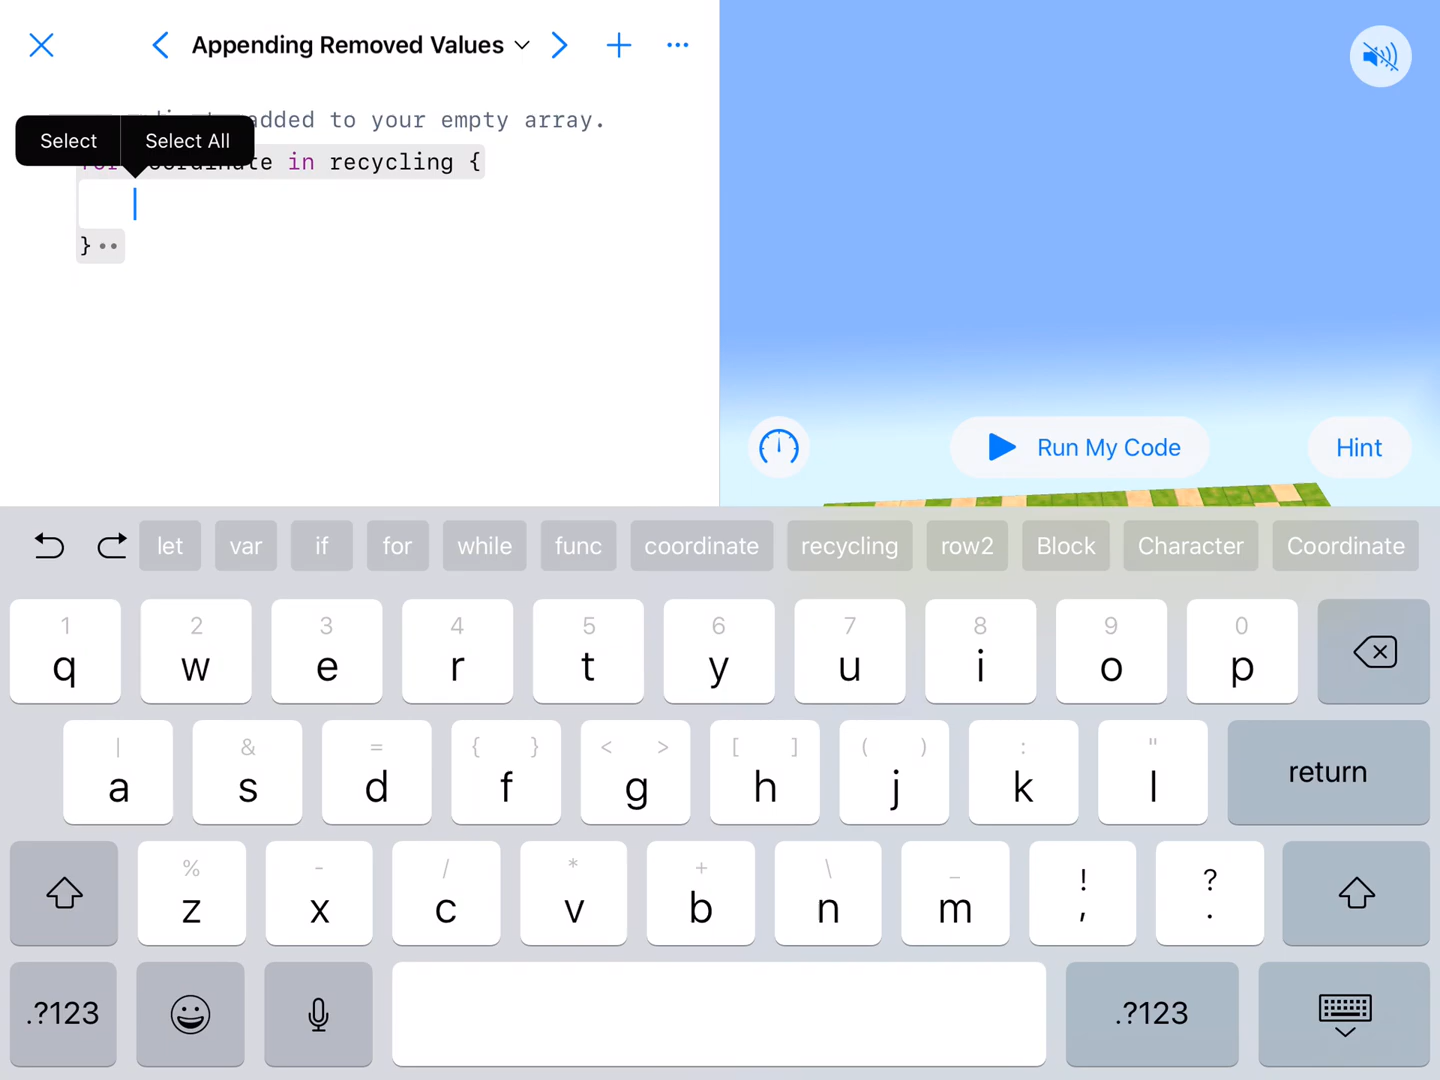 Appending Removed Values
added to your empty array.
Select
Select All
in recycling {
}
Run My Code
Hint
let
var
if
for
while
func
coordinate
recycling
row2
Block
Character
Coordinate
1 2 3 4 5 6 7 8 9 0
q w e r t y u i o p
| & = { } < > [ ] ( ) : "
a s d f g h j k l
return
% - / * + \ _ ! ?
z x c v b n m , .
.?123
.?123